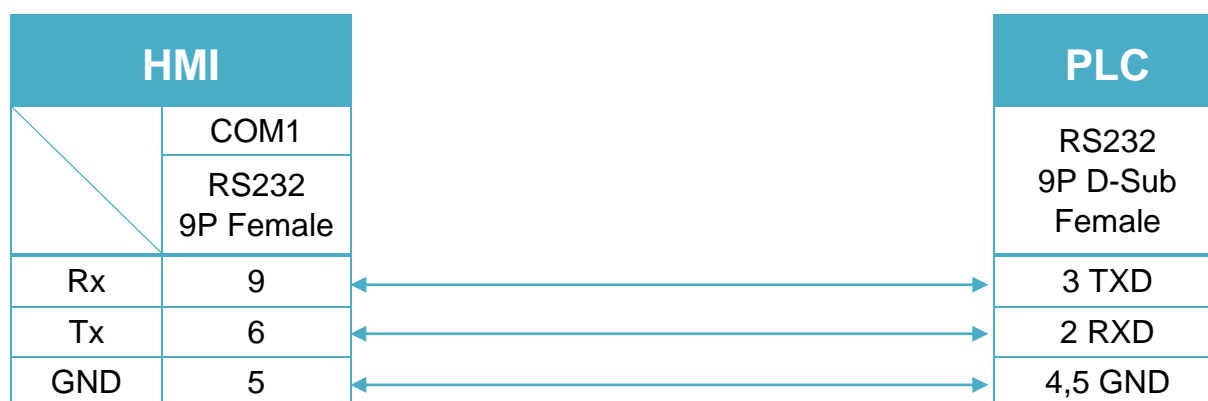 HMI
PLC
COM1
RS232
9P Female
RS232
9P D-Sub
Female
Rx 9 3 TXD
Tx 6 2 RXD
GND 5 4,5 GND